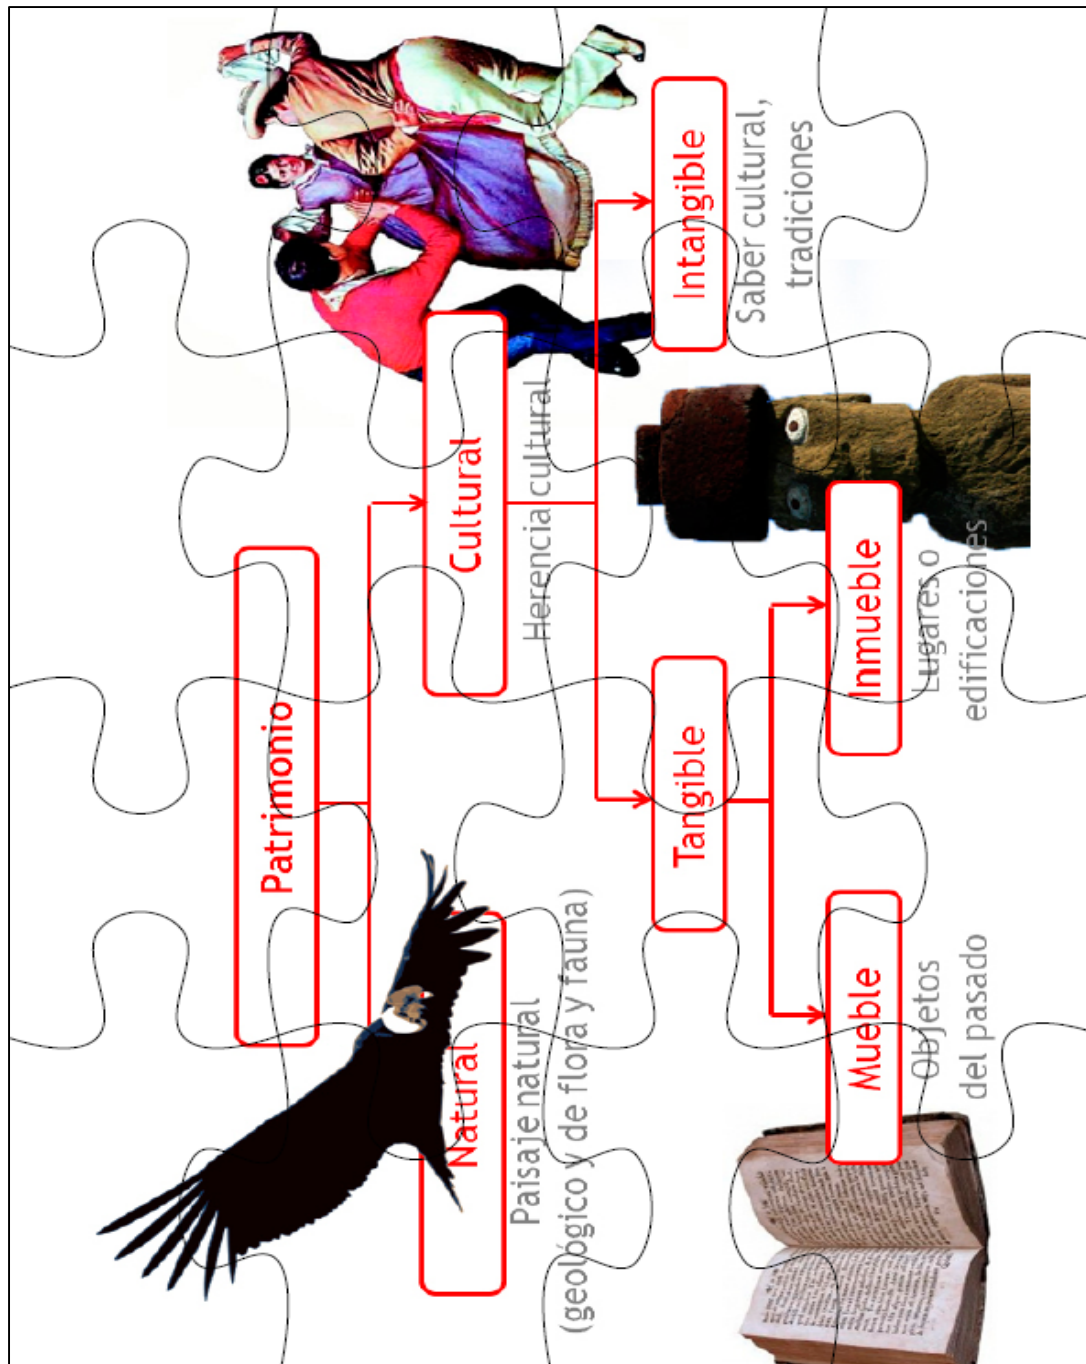 Patrimonio
Natural
Paisaje natural
(geológico y de flora y fauna)
Cultural
Herencia cultural
Tangible
Intangible
Saber cultural,
tradiciones
Mueble
Objetos
del pasado
Inmueble
Lugares o
edificaciones